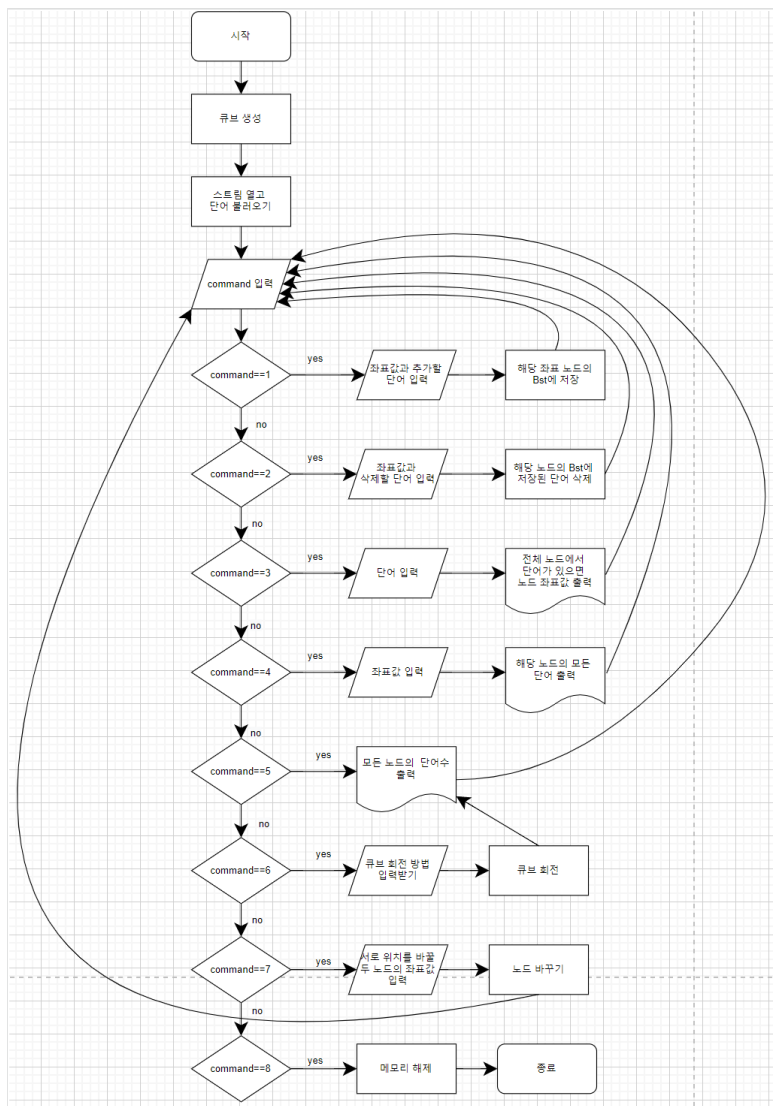 시작
큐브 생성
스트림 열고
단어 불러오기
command 입력
command==1
yes
좌표값과 추가할
단어 입력
해당 좌표 노드의
Bst에 저장
no
command==2
yes
좌표값과
삭제할 단어 입력
해당 노드의 Bst에
저장된 단어 삭제
no
command==3
yes
단어 입력
전체 노드에서
단어가 있으면
노드 좌표값 출력
no
command==4
yes
좌표값 입력
해당 노드의 모든
단어 출력
no
command==5
yes
모든 노드의 단어수
출력
no
command==6
yes
큐브 회전 방법
입력받기
큐브 회전
no
command==7
yes
서로 위치를 바꿀
두 노드의 좌표값
입력
노드 바꾸기
no
command==8
yes
메모리 해제
종료